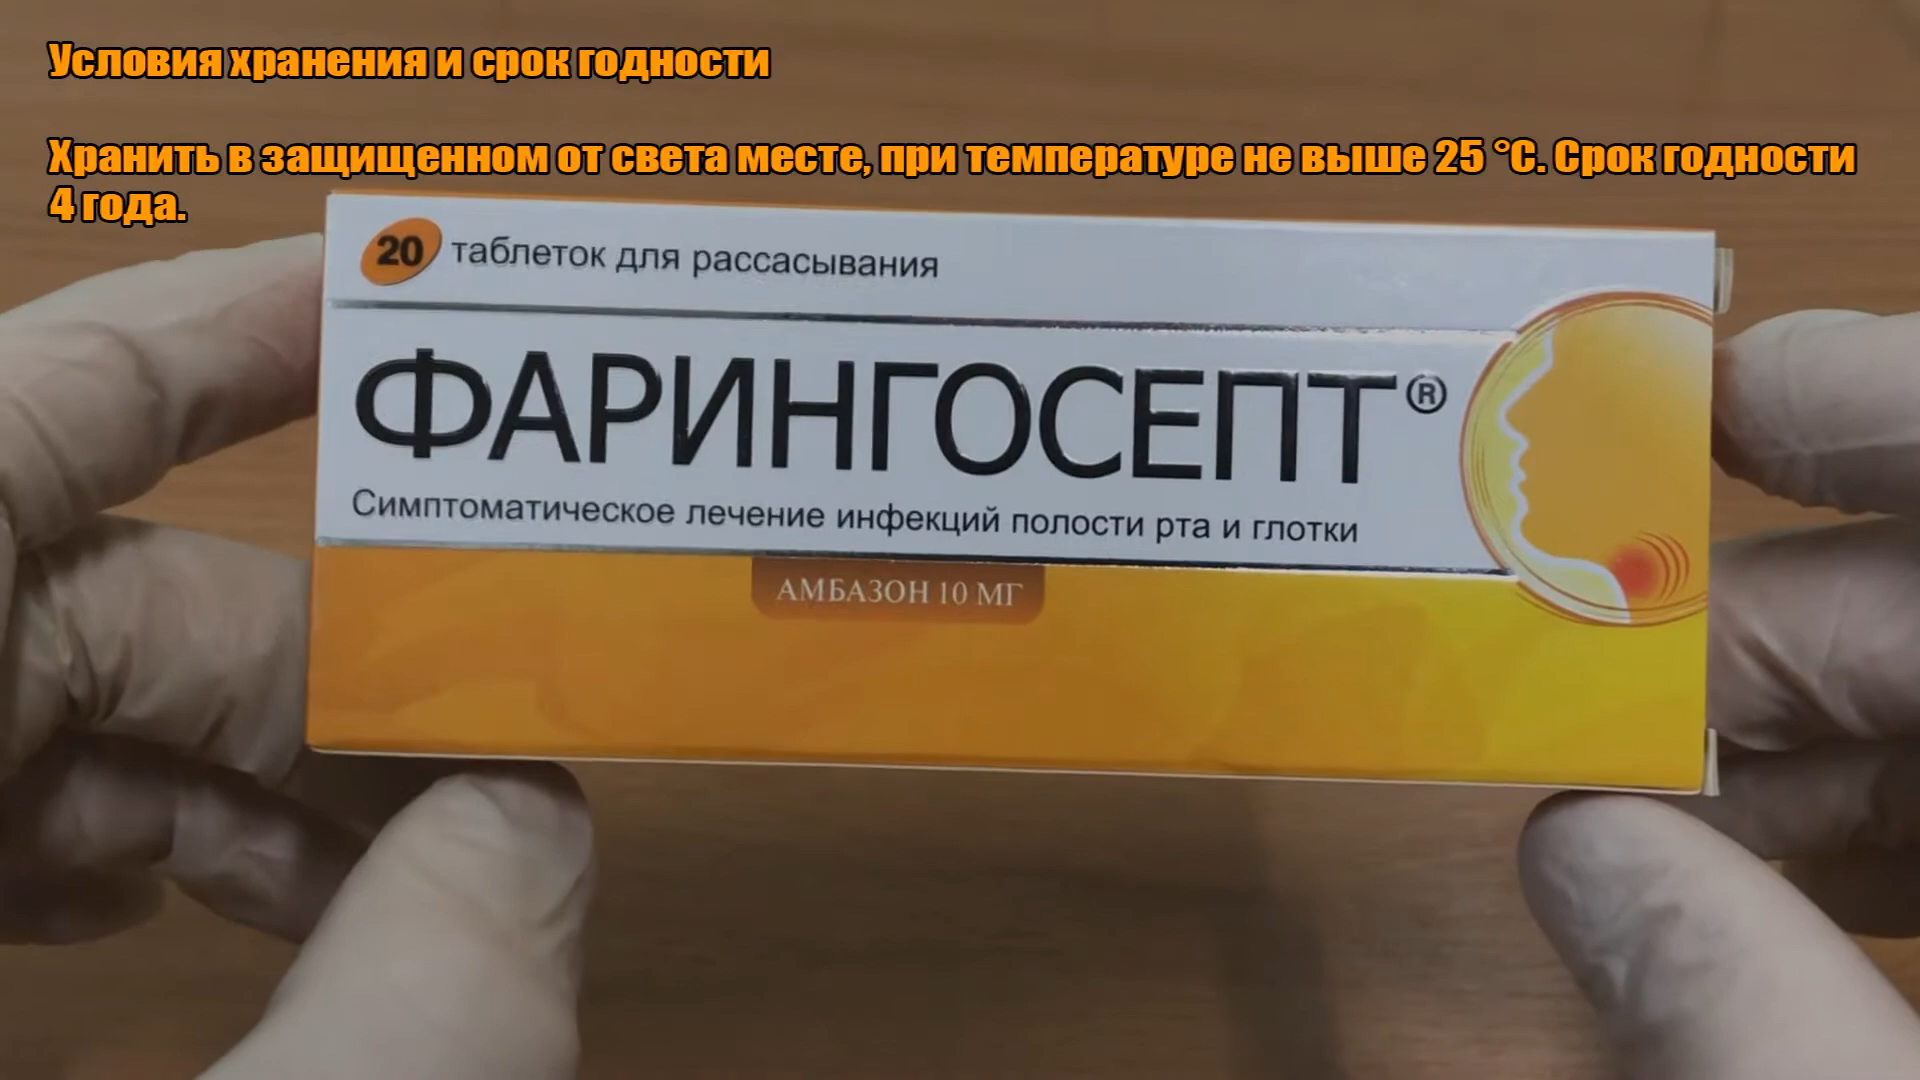 Условия хранения и срок годности
Хранить в защищенном от света месте, при температуре не выше 25 °C. Срок годности
4 года.
20 таблеток для рассасывания
ФАРИНГОСЕПТ®
Симптоматическое лечение инфекций полости рта и глотки
АМБАЗОН 10 МГ